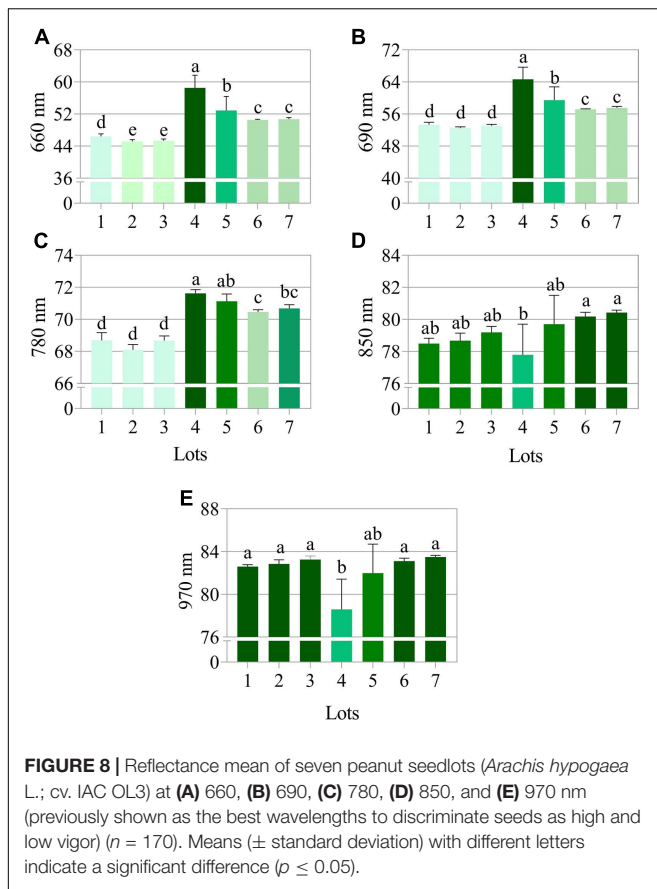 A
68
60
52
44
36
0
660 nm
d e e a b c c
1 2 3 4 5 6 7
B
72
64
56
48
40
0
690 nm
d d d a b c c
1 2 3 4 5 6 7
C
74
72
70
68
66
0
780 nm
d d d a ab c bc
1 2 3 4 5 6 7
Lots
D
84
80
78
76
0
850 nm
ab ab ab b ab a a
1 2 3 4 5 6 7
Lots
E
88
84
80
76
0
970 nm
a a a b ab a a
1 2 3 4 5 6 7
Lots
FIGURE 8 | Reflectance mean of seven peanut seedlots (Arachis hypogaea
L.; cv. IAC OL3) at (A) 660, (B) 690, (C) 780, (D) 850, and (E) 970 nm
(previously shown as the best wavelengths to discriminate seeds as high and
low vigor) (n = 170). Means (± standard deviation) with different letters
indicate a significant difference (p ≤ 0.05).